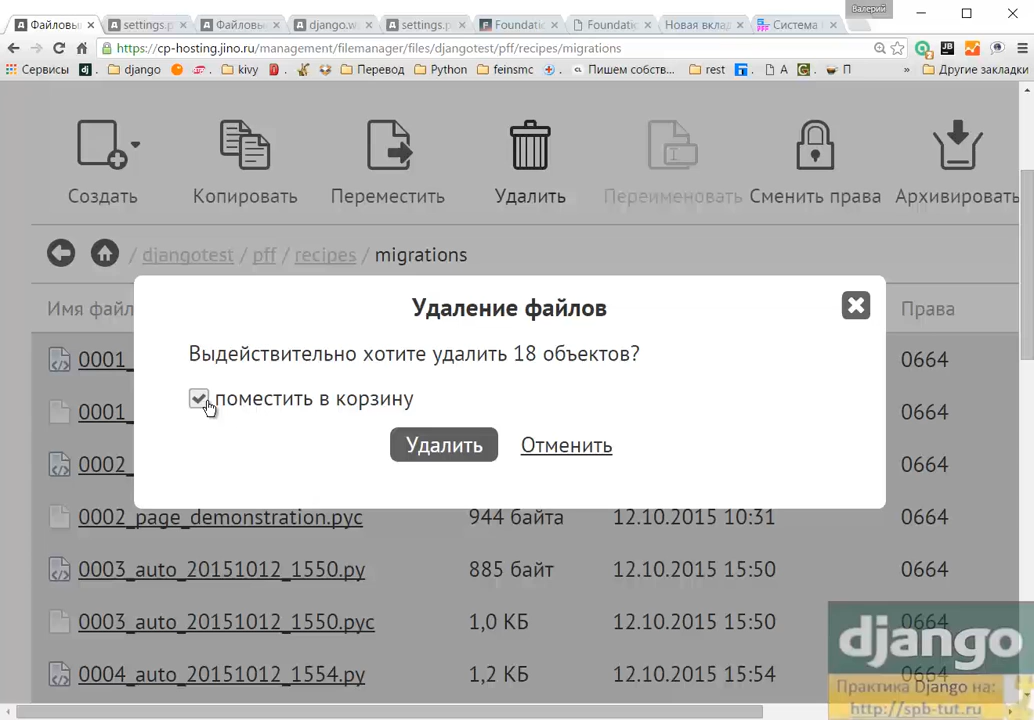 Валерий
Файловы
settings.p
Файловы
django.w
settings.p
Foundatio
Foundatio
Новая вклад
Система
https://cp-hosting.jino.ru/management/filemanager/files/djangotest/pff/recipes/migrations
Сервисы
django
kivy
Перевод
Python
feinsmc
Пишем собств...
rest
А
П
»
Другие закладки
Создать
Копировать
Переместить
Удалить
Переименовать
Сменить права
Архивировать
/ djangotest / pff / recipes / migrations
Имя файл
Права
Удаление файлов
Выдействительно хотите удалить 18 объектов?
поместить в корзину
Удалить
Отменить
0001_ 0664
0001_ 0664
0002_ 0664
0002_page_demonstration.pyc 944 байта 12.10.2015 10:31 0664
0003_auto_20151012_1550.py 885 байт 12.10.2015 15:50 0664
0003_auto_20151012_1550.pyc 1,0 КБ 12.10.2015 15:50
0004_auto_20151012_1554.py 1,2 КБ 12.10.2015 15:54 0664
django
Практика Django на:
http://spb-tut.ru